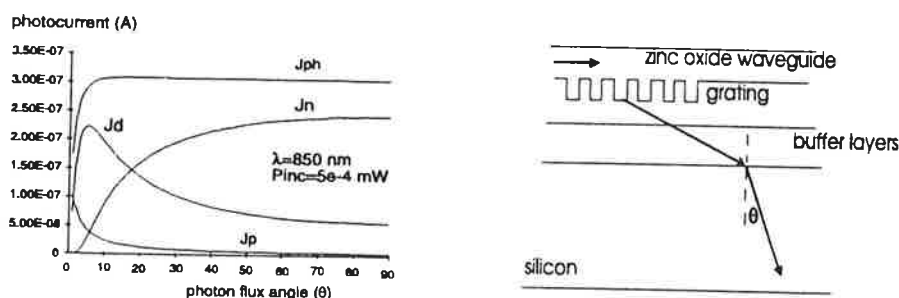 photocurrent (A)
3.50E-07
3.00E-07
2.50E-07
2.00E-07
1.50E-07
1.00E-07
5.00E-08
0
Jph
Jn
Jd
λ=850 nm
Pinc=5e-4 mW
Jp
0 10 20 30 40 50 60 70 80 90
photon flux angle (θ)
zinc oxide waveguide
grating
buffer layers
θ
silicon